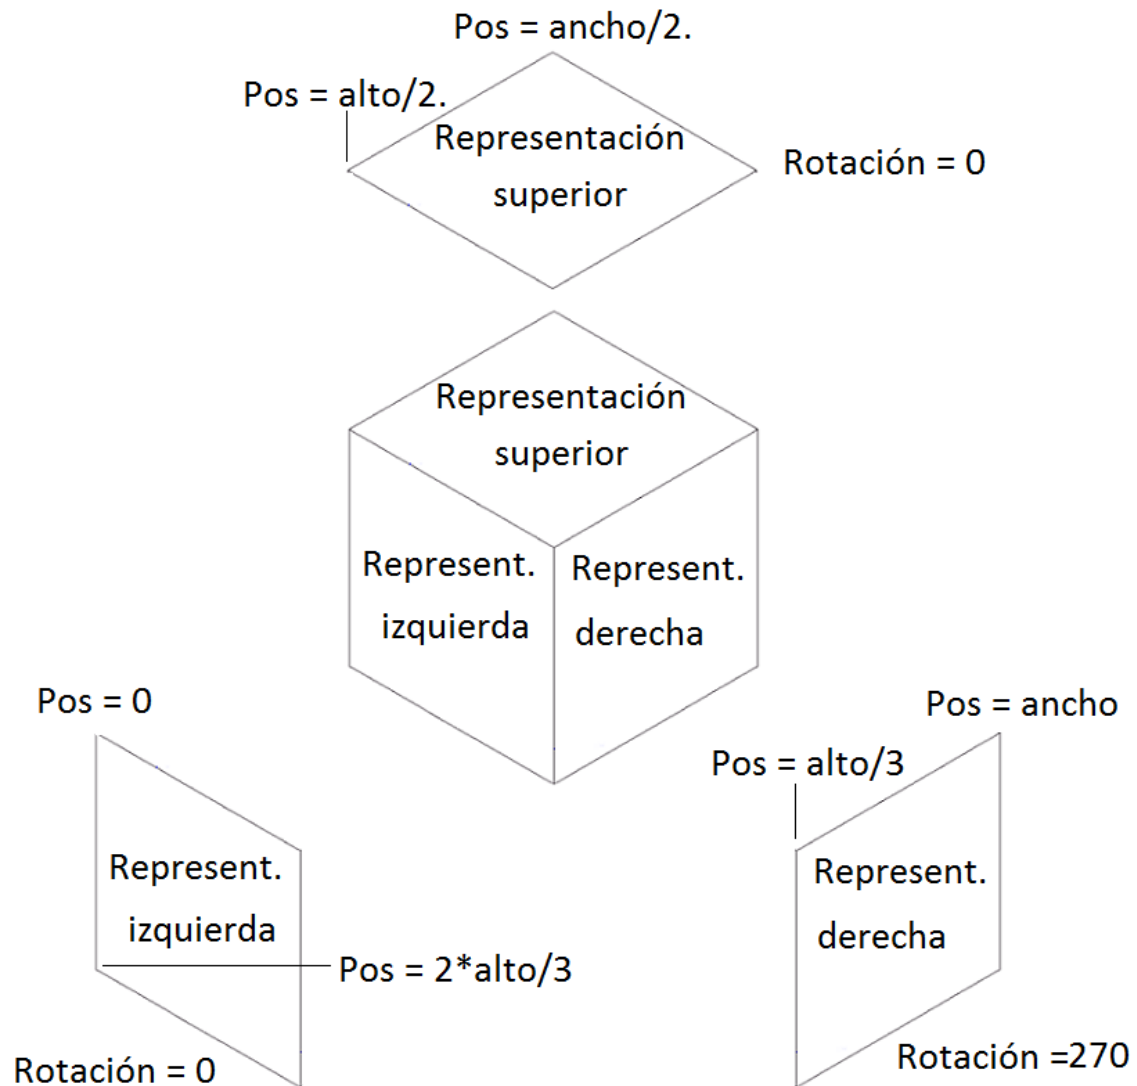 Pos = ancho/2.
Pos = alto/2.
Representación
superior
Rotación = 0
Representación
superior
Represent.
izquierda
Represent.
derecha
Pos = 0
Represent.
izquierda
Pos = 2*alto/3
Rotación = 0
Pos = ancho
Pos = alto/3
Represent.
derecha
Rotación =270